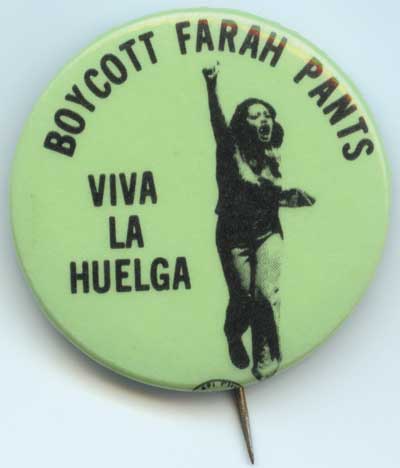 BOYCOTT FARAH PANTS
VIVA
LA
HUELGA